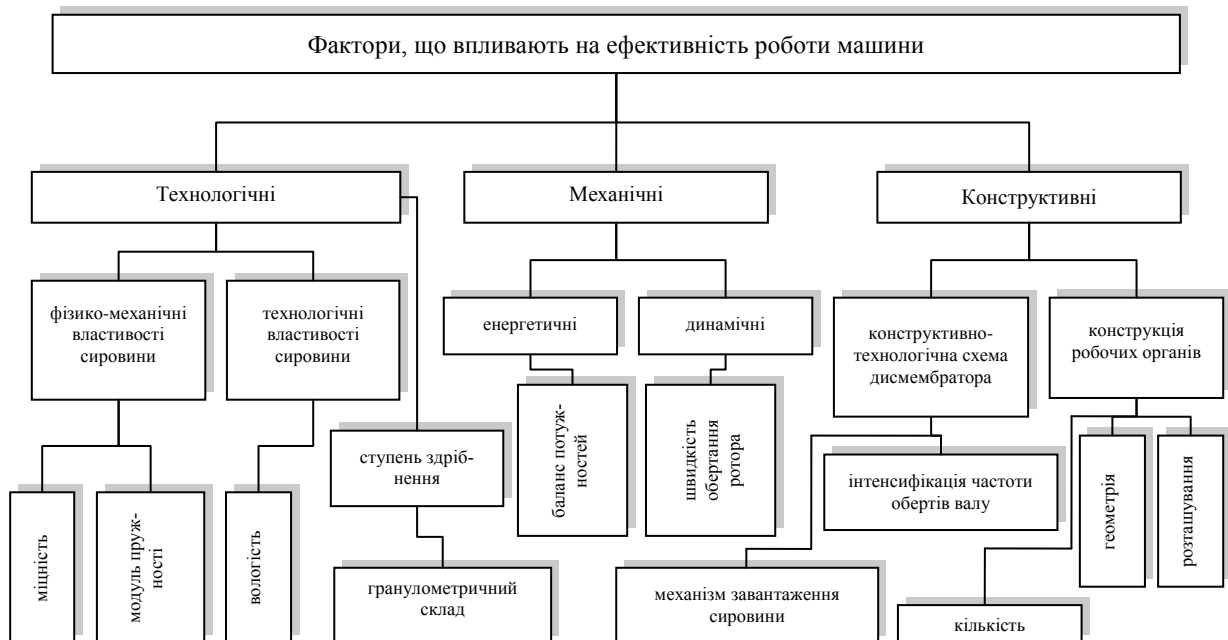 Фактори, що впливають на ефективність роботи машини
Технологічні
Механічні
Конструктивні
фізико-механічні
властивості
сировини
технологічні
властивості
сировини
енергетичні
динамічні
конструктивно-
технологічна схема
дисмембратора
конструкція
робочих органів
ступень здріб-
нення
баланс потуж-
ностей
швидкість
обертання
ротора
інтенсифікація частоти
обертів валу
геометрія
розташування
міцність
модуль пруж-
ності
вологість
гранулометричний
склад
механізм завантаження
сировини
кількість